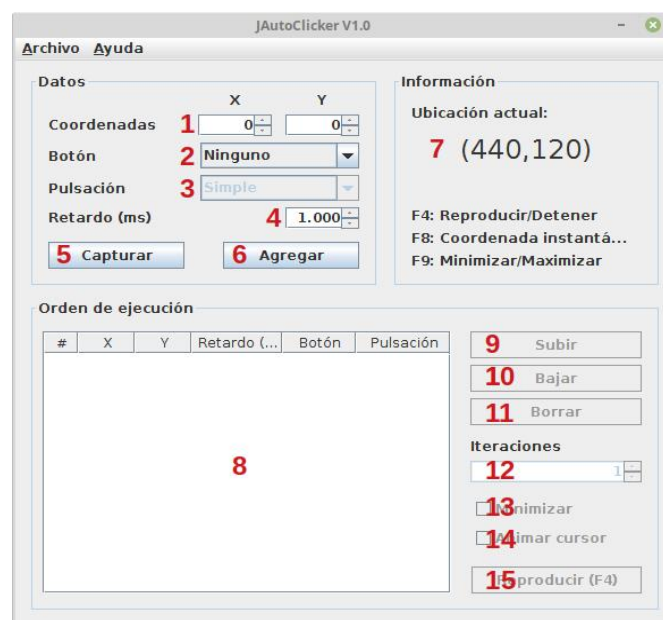 JAutoClicker V1.0
Archivo Ayuda
Datos
X Y
Coordenadas 1 0 0
Botón 2 Ninguno
Pulsación 3 Simple
Retardo (ms) 4 1.000
5 Capturar 6 Agregar
Información
Ubicación actual:
7 (440,120)
F4: Reproducir/Detener
F8: Coordenada instantá...
F9: Minimizar/Maximizar
Orden de ejecución
# X Y Retardo (... Botón Pulsación
8
9 Subir
10 Bajar
11 Borrar
Iteraciones
12 1
13 Minimizar
14 Animar cursor
15 Reproducir (F4)